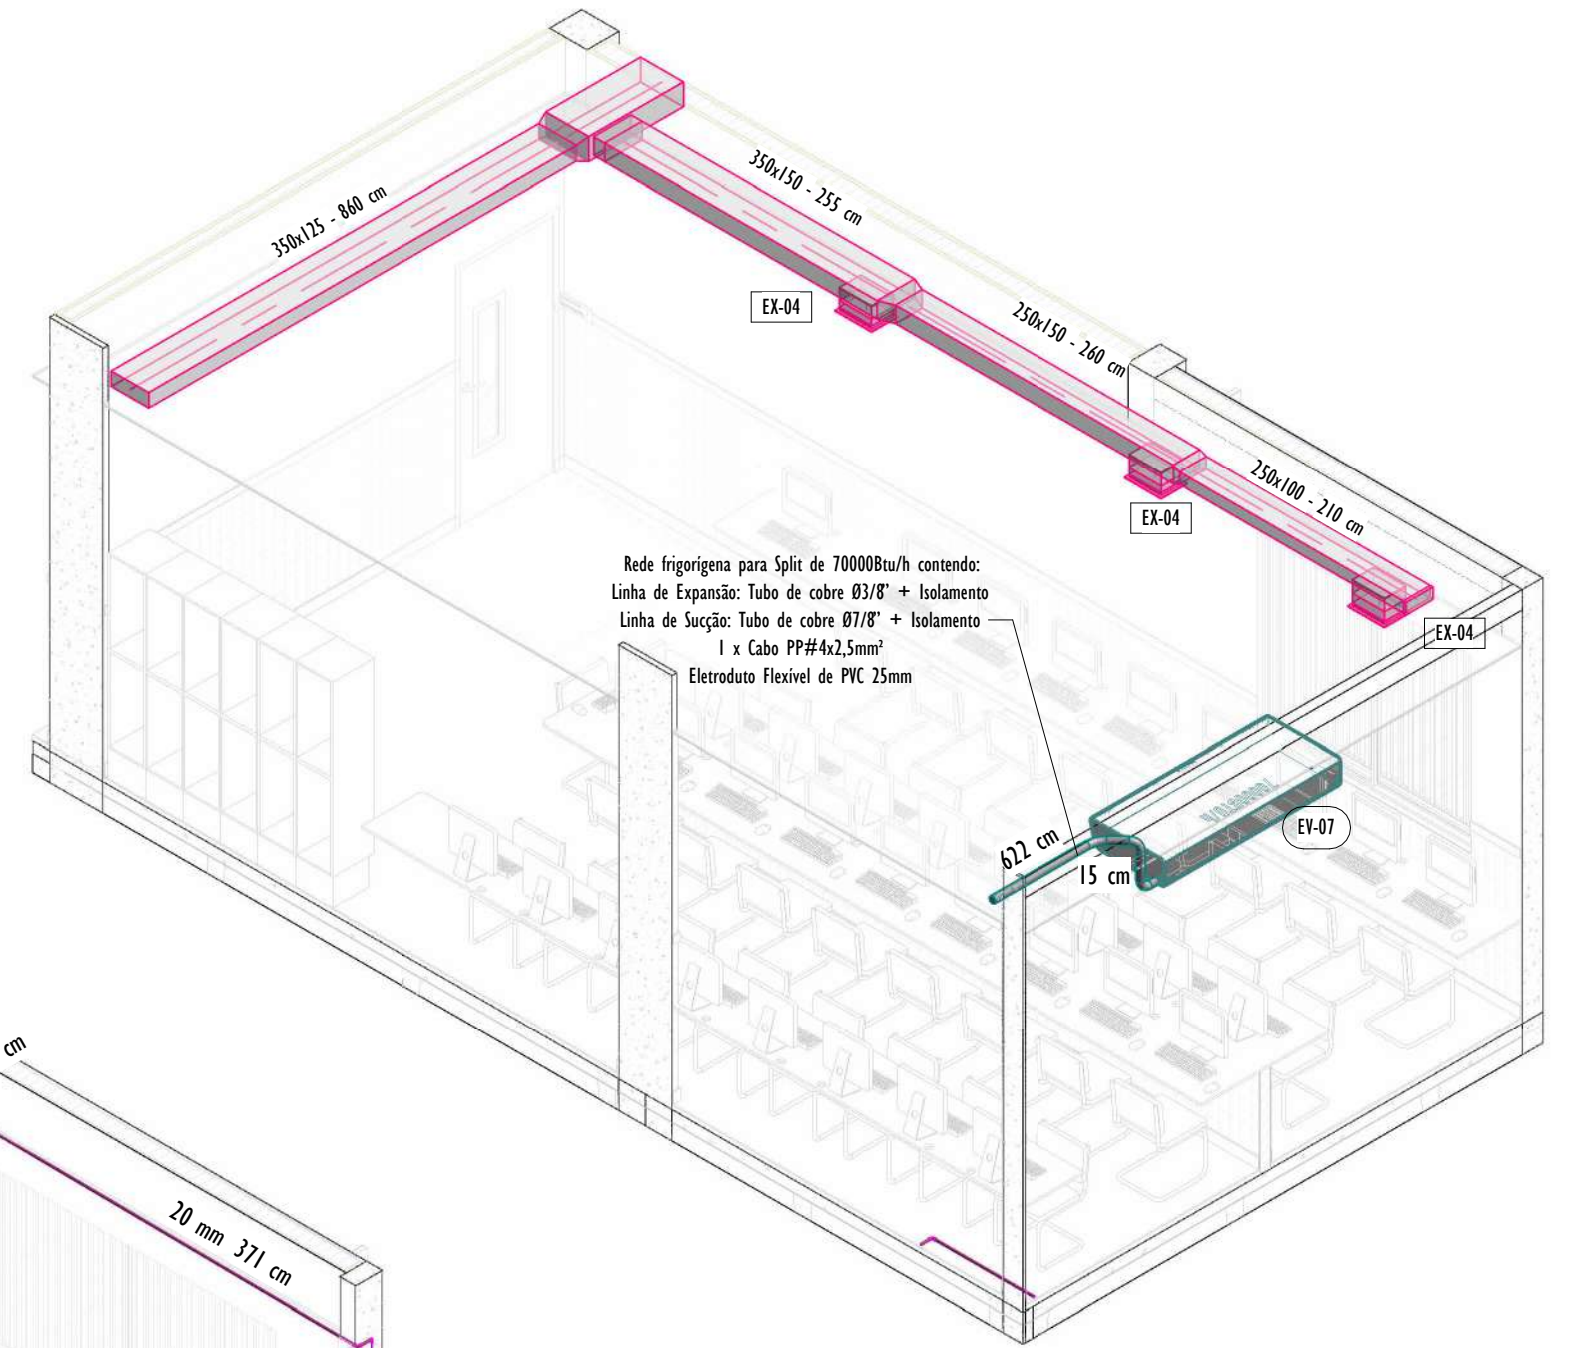 350x125 - 860 cm
350x150 - 255 cm
EX-04
250x150 - 260 cm
EX-04
250x100 - 210 cm
EX-04
Rede frigorígena para Split de 70000Btu/h contendo:
Linha de Expansão: Tubo de cobre Ø3/8” + Isolamento
Linha de Sucção: Tubo de cobre Ø7/8” + Isolamento
1 x Cabo PP#4x2,5mm²
Eletroduto Flexível de PVC 25mm
EV-07
622 cm
15 cm
cm
20 mm 371 cm